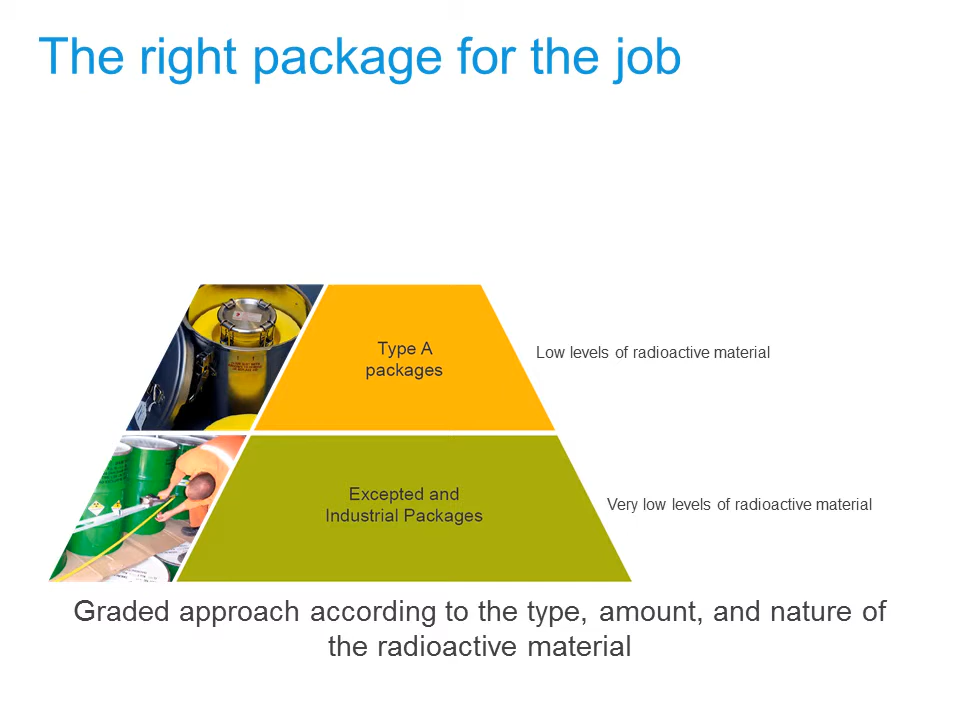 The right package for the job
Type A
packages
Low levels of radioactive material
Excepted and
Industrial Packages
Very low levels of radioactive material
Graded approach according to the type, amount, and nature of
the radioactive material